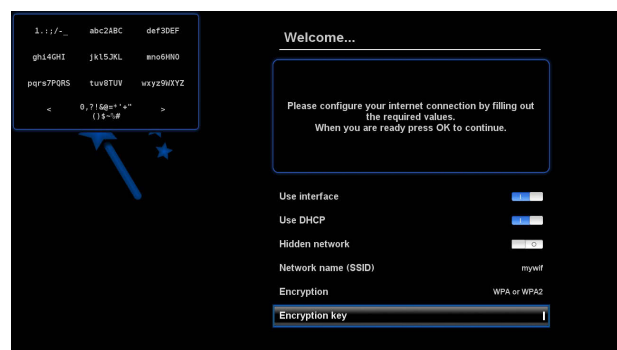 1.:;/-_ abc2ABC def3DEF
ghi4GHI jkl5JKL mno6MNO
pqrs7PQRS tuv8TUV wxyz9WXYZ
< 0,?!&@=*'+" >
()$~%#
Welcome...
Please configure your internet connection by filling out
the required values.
When you are ready press OK to continue.
Use interface
Use DHCP
Hidden network
Network name (SSID) mywif
Encryption WPA or WPA2
Encryption key